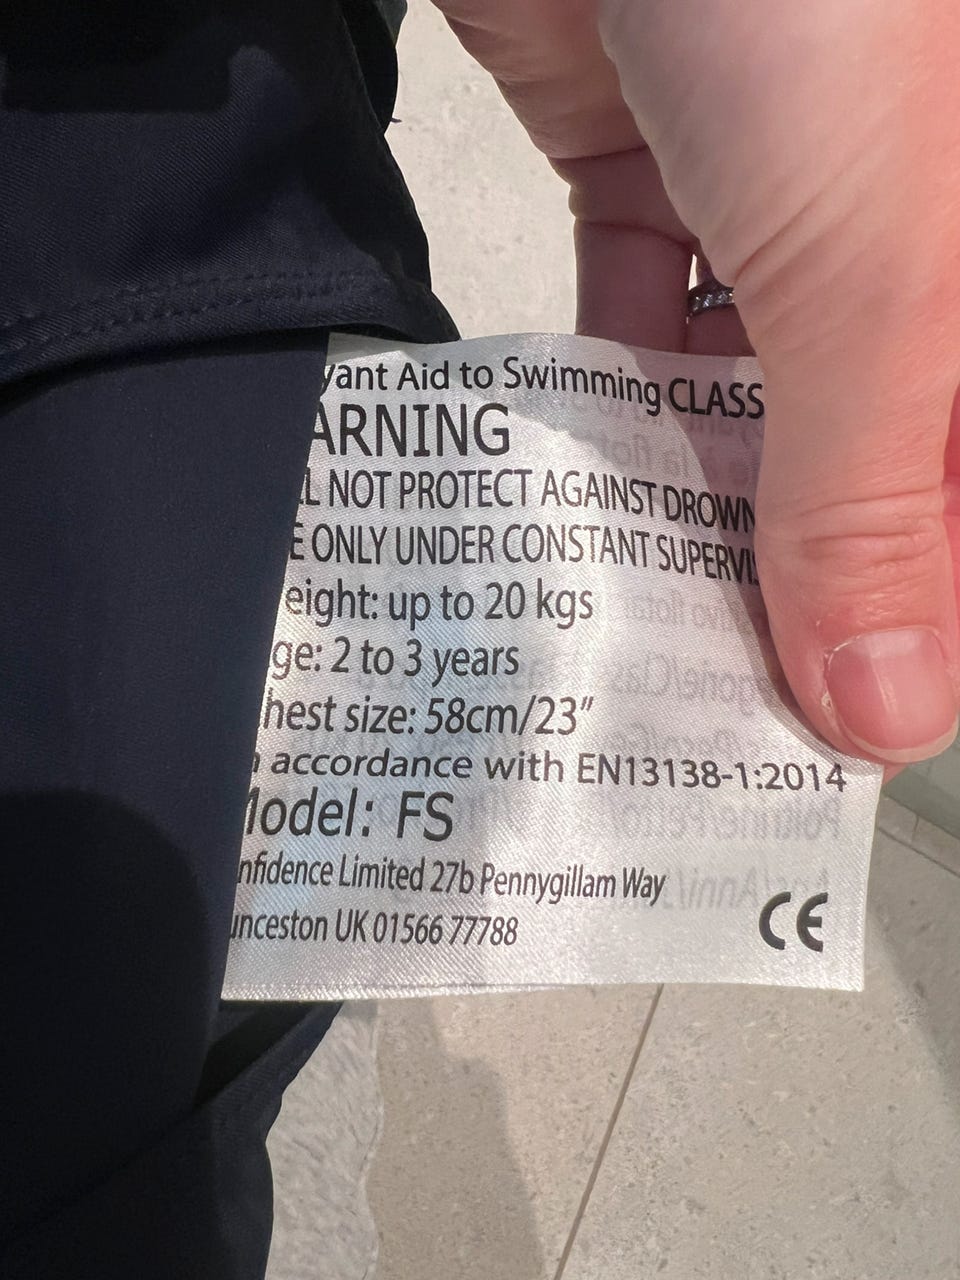 yant Aid to Swimming CLASS
ARNING
L NOT PROTECT AGAINST DROWN
E ONLY UNDER CONSTANT SUPERVIS
eight: up to 20 kgs
ge: 2 to 3 years
hest size: 58cm/23”
accordance with EN13138-1:2014
odel: FS
nfidence Limited 27b Pennygillam Way
unceston UK 01566 77788
CE